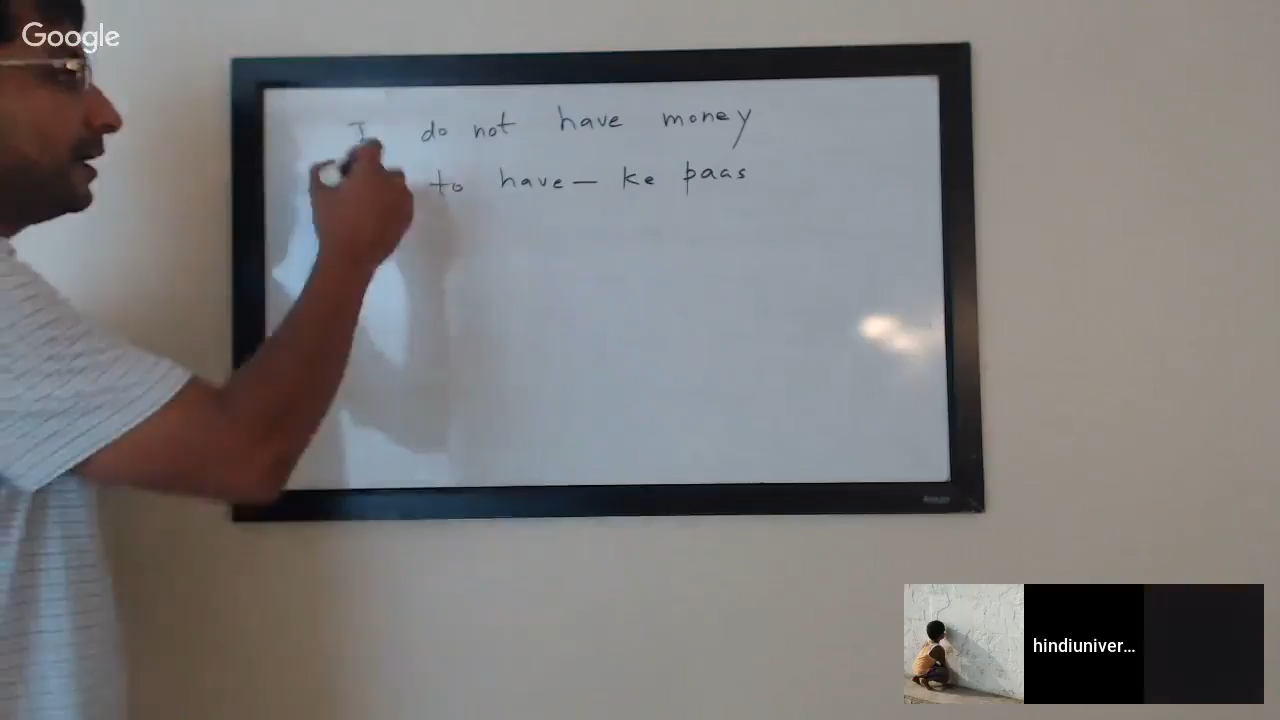 Google
I do not have money
to have — ke paas
hindiuniver...